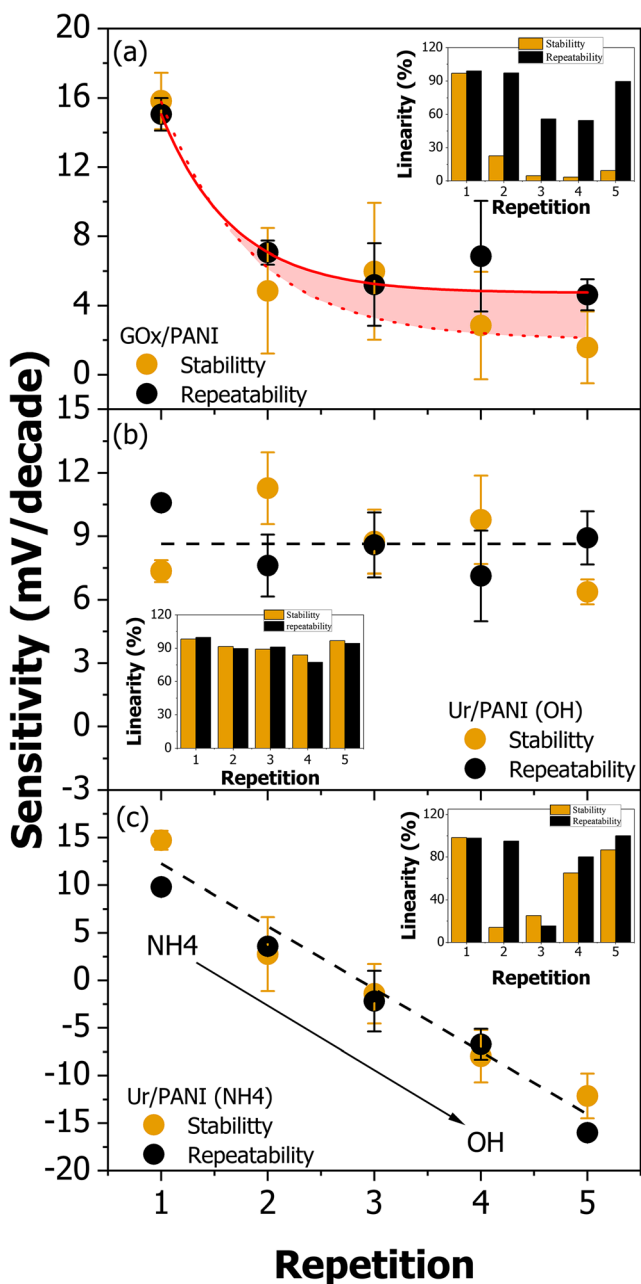 Sensitivity (mV/decade)
(a)
20
16
12
8
4
0
GOx/PANI
Stabilitty
Repeatability
Linearity (%)
120
90
60
30
0
Stabilitty
Repeatability
1 2 3 4 5
Repetition
(b)
15
12
9
6
3
0
-3
Linearity (%)
120
90
60
30
0
Stabilitty
repeatability
1 2 3 4 5
Repetition
Ur/PANI (OH)
Stabilitty
Repeatability
(c)
15
10
5
0
-5
-10
-15
-20
NH4
OH
Ur/PANI (NH4)
Stabilitty
Repeatability
Linearity (%)
120
80
40
0
Stabilitty
Repeatability
1 2 3 4 5
Repetition
1 2 3 4 5
Repetition